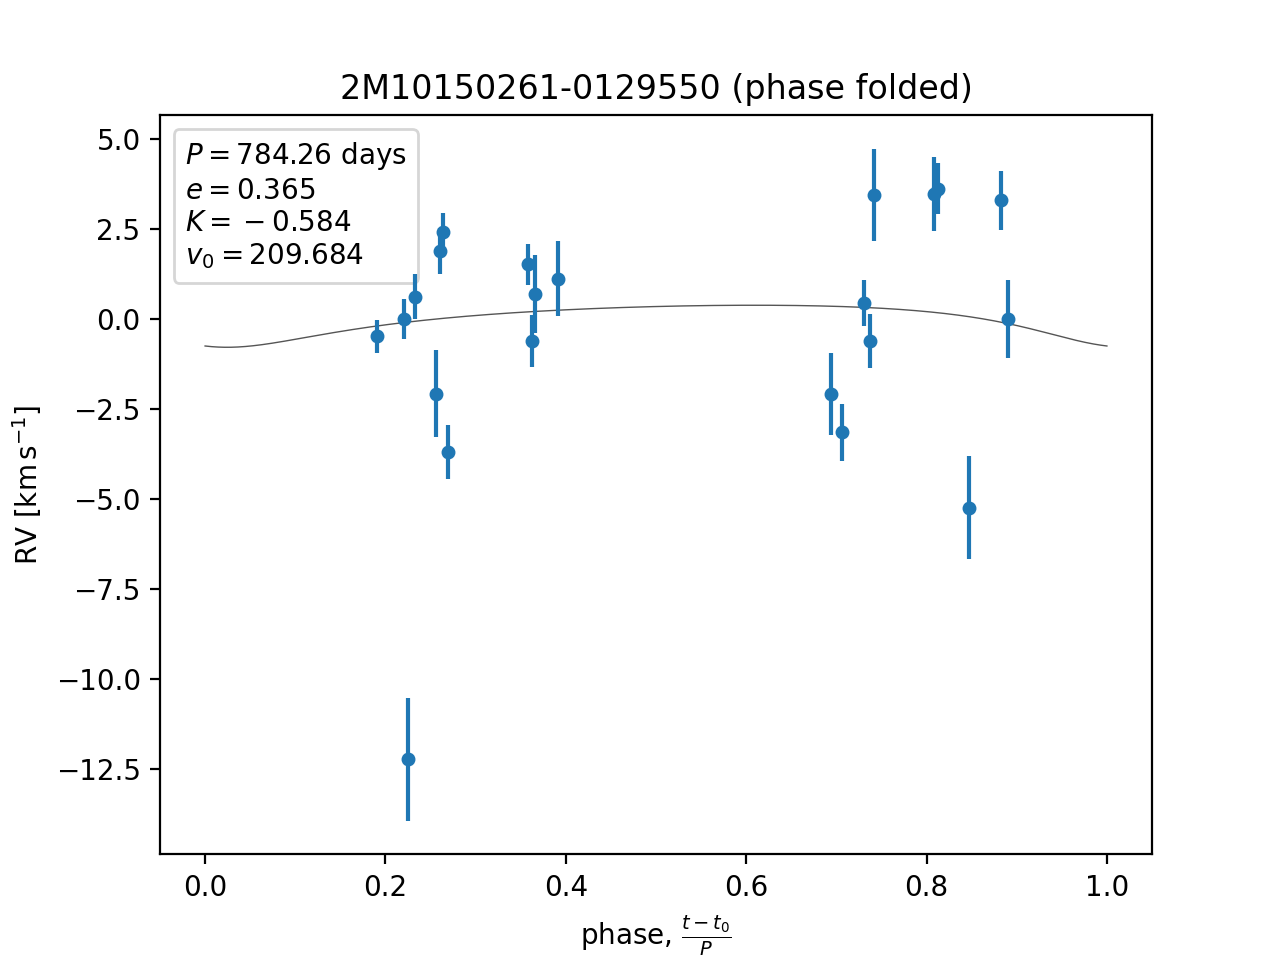 2M10150261-0129550 (phase folded)
P = 784.26 days
e = 0.365
K = −0.584
v₀ = 209.684
5.0
2.5
0.0
−2.5
−5.0
−7.5
−10.0
−12.5
RV [km s⁻¹]
0.0 0.2 0.4 0.6 0.8 1.0
phase, (t − t₀)/P